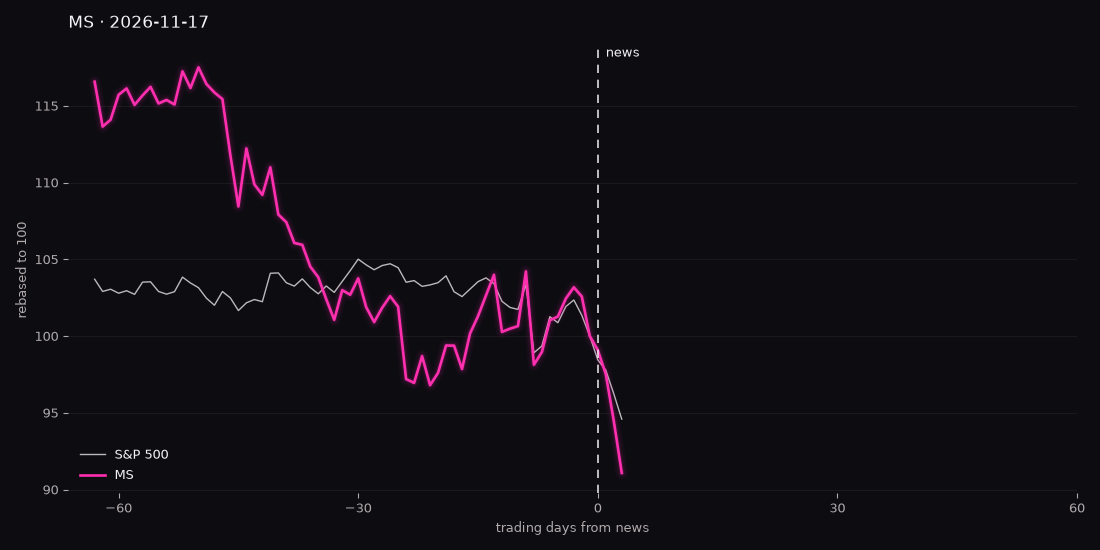 MS · 2026-11-17
news
115
110
105
100
95
90
rebased to 100
S&P 500
MS
−60
−30
0
30
60
trading days from news